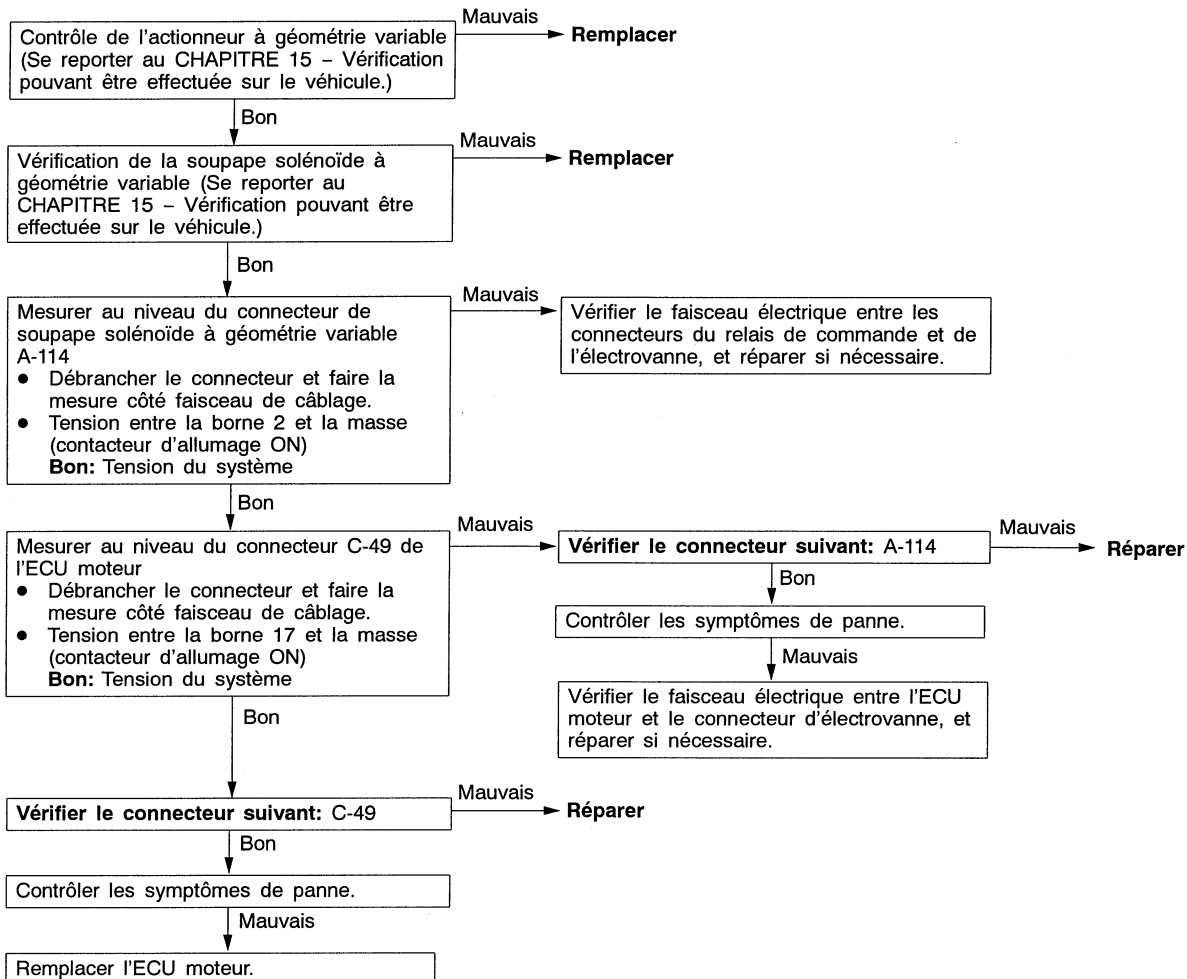 Contrôle de l'actionneur à géométrie variable
(Se reporter au CHAPITRE 15 – Vérification
pouvant être effectuée sur le véhicule.)
Mauvais
Remplacer
Bon
Vérification de la soupape solénoïde à
géométrie variable (Se reporter au
CHAPITRE 15 – Vérification pouvant être
effectuée sur le véhicule.)
Mauvais
Remplacer
Bon
Mesurer au niveau du connecteur de
soupape solénoïde à géométrie variable
A-114
● Débrancher le connecteur et faire la
mesure côté faisceau de câblage.
● Tension entre la borne 2 et la masse
(contacteur d'allumage ON)
Bon: Tension du système
Mauvais
Vérifier le faisceau électrique entre les
connecteurs du relais de commande et de
l'électrovanne, et réparer si nécessaire.
Bon
Mesurer au niveau du connecteur C-49 de
l'ECU moteur
● Débrancher le connecteur et faire la
mesure côté faisceau de câblage.
● Tension entre la borne 17 et la masse
(contacteur d'allumage ON)
Bon: Tension du système
Mauvais
Vérifier le connecteur suivant: A-114
Mauvais
Réparer
Bon
Contrôler les symptômes de panne.
Mauvais
Vérifier le faisceau électrique entre l'ECU
moteur et le connecteur d'électrovanne, et
réparer si nécessaire.
Bon
Vérifier le connecteur suivant: C-49
Mauvais
Réparer
Bon
Contrôler les symptômes de panne.
Mauvais
Remplacer l'ECU moteur.